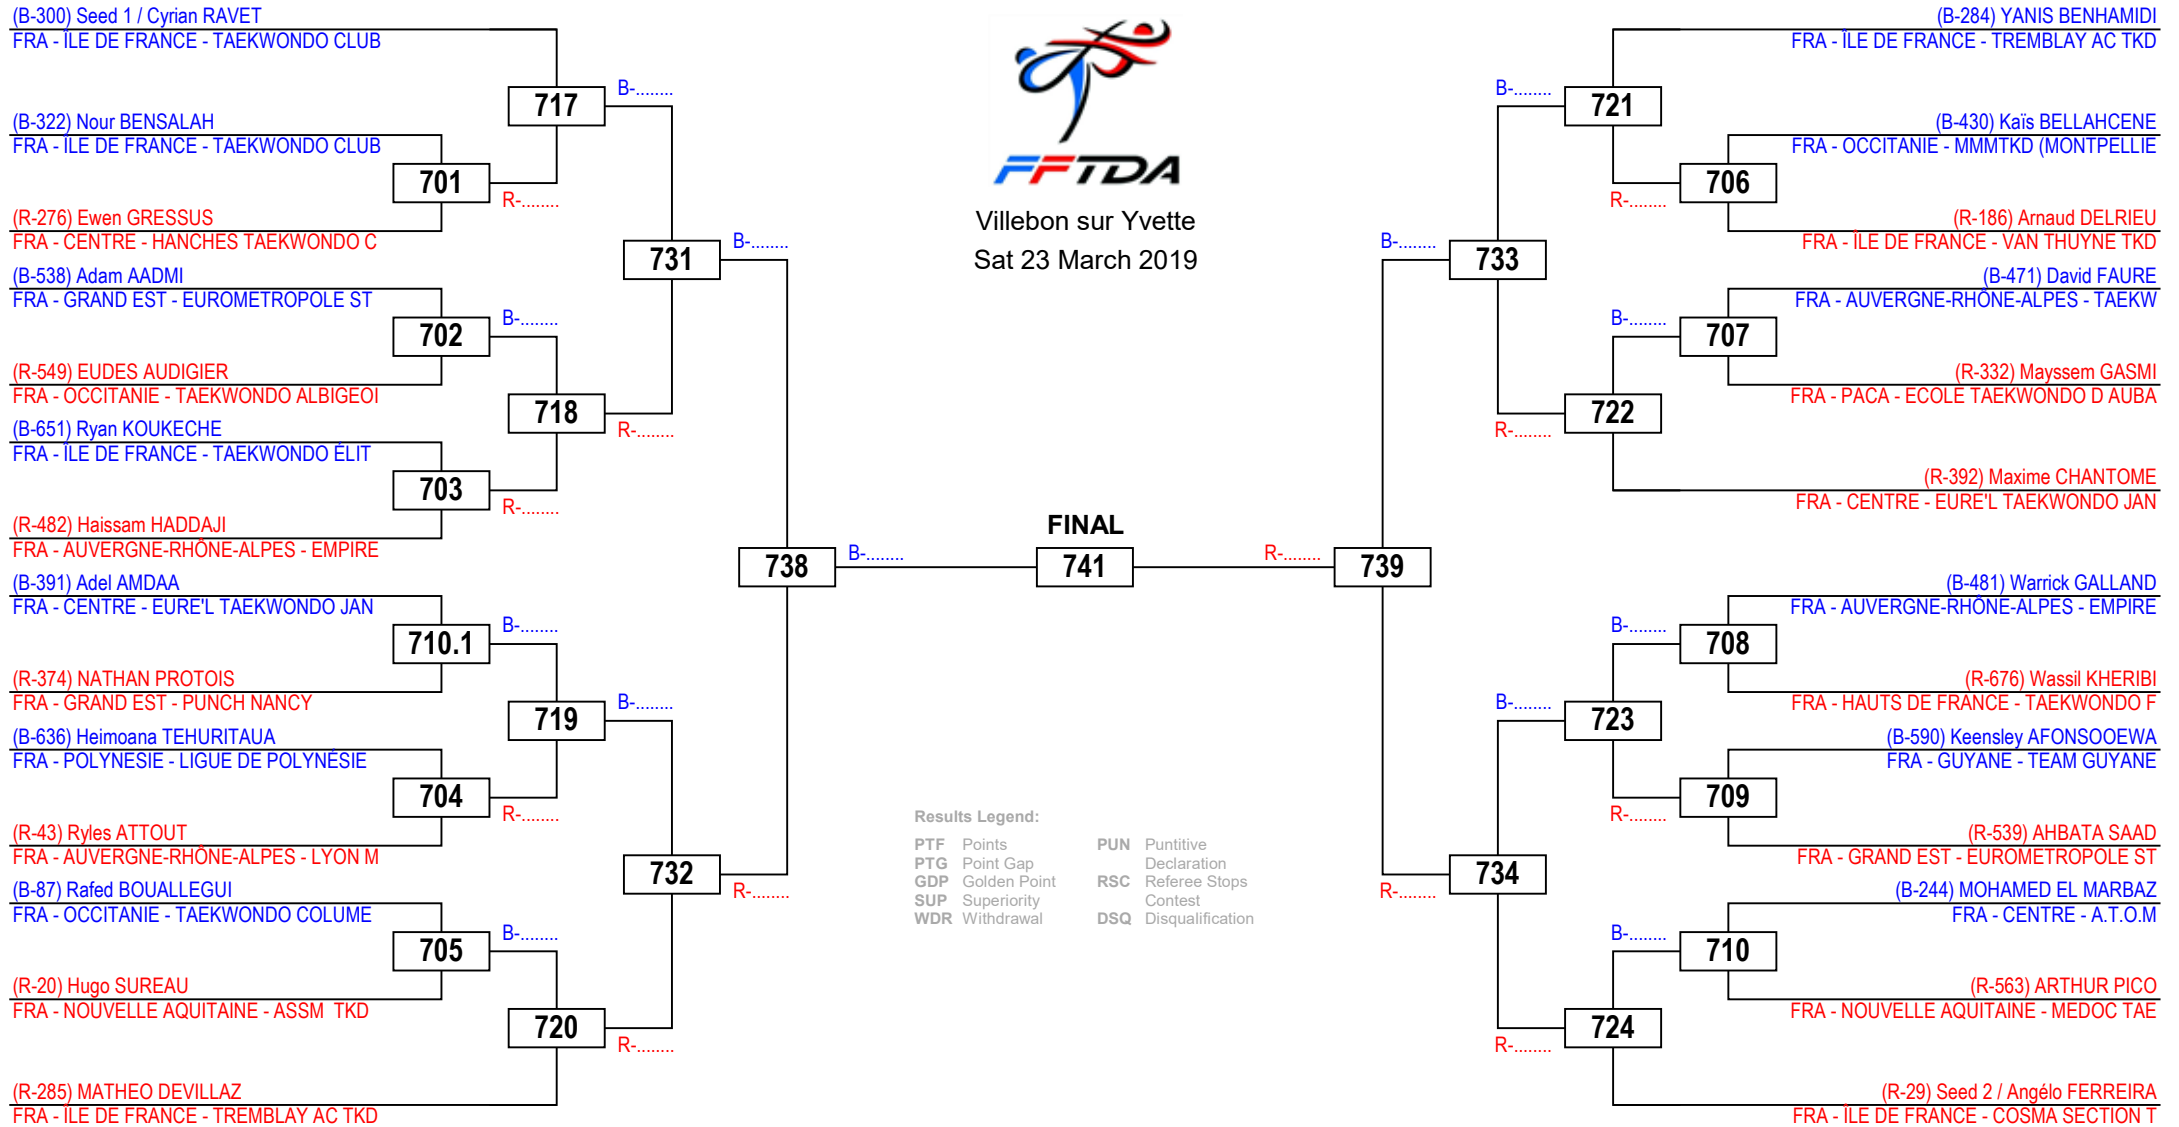 (B-300) Seed 1 / Cyrian RAVET
FRA - ÎLE DE FRANCE - TAEKWONDO CLUB
717
B-........
(B-322) Nour BENSALAH
FRA - ÎLE DE FRANCE - TAEKWONDO CLUB
701
R-........
(R-276) Ewen GRESSUS
FRA - CENTRE - HANCHES TAEKWONDO C
731
B-........
(B-538) Adam AADMI
FRA - GRAND EST - EUROMETROPOLE ST
702
B-........
(R-549) EUDES AUDIGIER
FRA - OCCITANIE - TAEKWONDO ALBIGEOI
718
R-........
(B-651) Ryan KOUKECHE
FRA - ÎLE DE FRANCE - TAEKWONDO ÉLIT
703
R-........
(R-482) Haissam HADDAJI
FRA - AUVERGNE-RHÔNE-ALPES - EMPIRE
738
B-........
(B-391) Adel AMDAA
FRA - CENTRE - EURE'L TAEKWONDO JAN
710.1
B-........
(R-374) NATHAN PROTOIS
FRA - GRAND EST - PUNCH NANCY
719
B-........
(B-636) Heimoana TEHURITAUA
FRA - POLYNESIE - LIGUE DE POLYNÉSIE
704
R-........
(R-43) Ryles ATTOUT
FRA - AUVERGNE-RHÔNE-ALPES - LYON M
732
R-........
(B-87) Rafed BOUALLEGUI
FRA - OCCITANIE - TAEKWONDO COLUME
705
B-........
(R-20) Hugo SUREAU
FRA - NOUVELLE AQUITAINE - ASSM  TKD
720
R-........
(R-285) MATHEO DEVILLAZ
FRA - ÎLE DE FRANCE - TREMBLAY AC TKD
FFTDA
Villebon sur Yvette
Sat 23 March 2019
FINAL
741
Results Legend:
PTF Points
PTG Point Gap
GDP Golden Point
SUP Superiority
WDR Withdrawal
PUN Puntitive
Declaration
RSC Referee Stops
Contest
DSQ Disqualification
(B-284) YANIS BENHAMIDI
FRA - ÎLE DE FRANCE - TREMBLAY AC TKD
B-........
721
(B-430) Kaïs BELLAHCENE
FRA - OCCITANIE - MMMTKD (MONTPELLIE
706
R-........
(R-186) Arnaud DELRIEU
FRA - ÎLE DE FRANCE - VAN THUYNE TKD
B-........
733
(B-471) David FAURE
FRA - AUVERGNE-RHÔNE-ALPES - TAEKW
B-........
707
(R-332) Mayssem GASMI
FRA - PACA - ECOLE TAEKWONDO D AUBA
722
R-........
(R-392) Maxime CHANTOME
FRA - CENTRE - EURE'L TAEKWONDO JAN
R-........
739
(B-481) Warrick GALLAND
FRA - AUVERGNE-RHÔNE-ALPES - EMPIRE
B-........
708
(R-676) Wassil KHERIBI
FRA - HAUTS DE FRANCE - TAEKWONDO F
B-........
723
(B-590) Keensley AFONSOOEWA
FRA - GUYANE - TEAM GUYANE
709
R-........
(R-539) AHBATA SAAD
FRA - GRAND EST - EUROMETROPOLE ST
734
R-........
(B-244) MOHAMED EL MARBAZ
FRA - CENTRE - A.T.O.M
B-........
710
(R-563) ARTHUR PICO
FRA - NOUVELLE AQUITAINE - MEDOC TAE
724
R-........
(R-29) Seed 2 / Angélo FERREIRA
FRA - ÎLE DE FRANCE - COSMA SECTION T